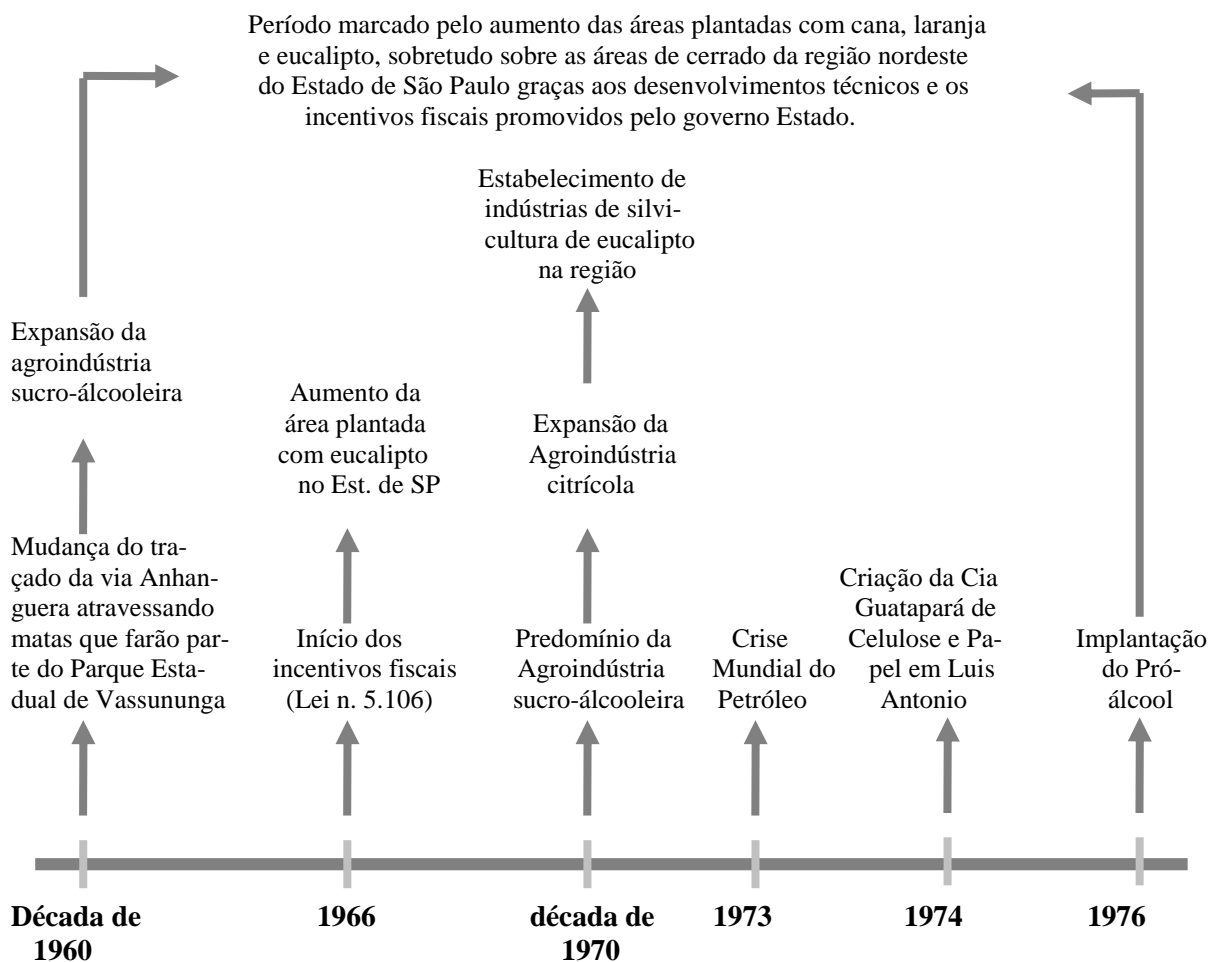 Período marcado pelo aumento das áreas plantadas com cana, laranja
e eucalipto, sobretudo sobre as áreas de cerrado da região nordeste
do Estado de São Paulo graças aos desenvolvimentos técnicos e os
incentivos fiscais promovidos pelo governo Estado.
Estabelecimento de
indústrias de silvi-
cultura de eucalipto
na região
Expansão da
agroindústria
sucro-álcooleira
Aumento da
área plantada
com eucalipto
no Est. de SP
Expansão da
Agroindústria
citrícola
Mudança do tra-
çado da via Anhan-
guera atravessando
matas que farão par-
te do Parque Esta-
dual de Vassununga
Início dos
incentivos fiscais
(Lei n. 5.106)
Predomínio da
Agroindústria
sucro-álcooleira
Crise
Mundial do
Petróleo
Criação da Cia
Guatapará de
Celulose e Pa-
pel em Luis
Antonio
Implantação
do Pró-
álcool
Década de
1960
1966
década de
1970
1973
1974
1976